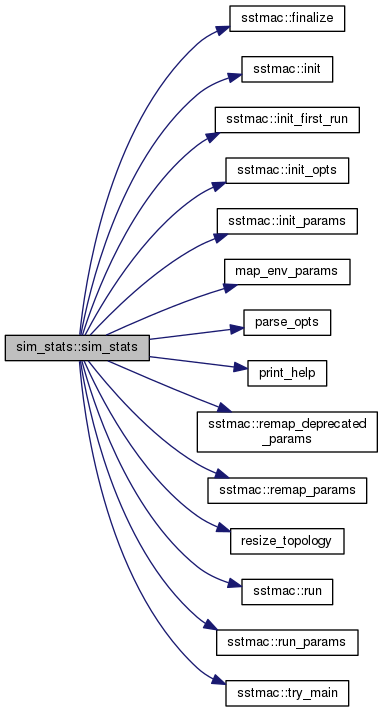 sstmac::finalize
sstmac::init
sstmac::init_first_run
sstmac::init_opts
sstmac::init_params
map_env_params
sim_stats::sim_stats
parse_opts
print_help
sstmac::remap_deprecated
_params
sstmac::remap_params
resize_topology
sstmac::run
sstmac::run_params
sstmac::try_main